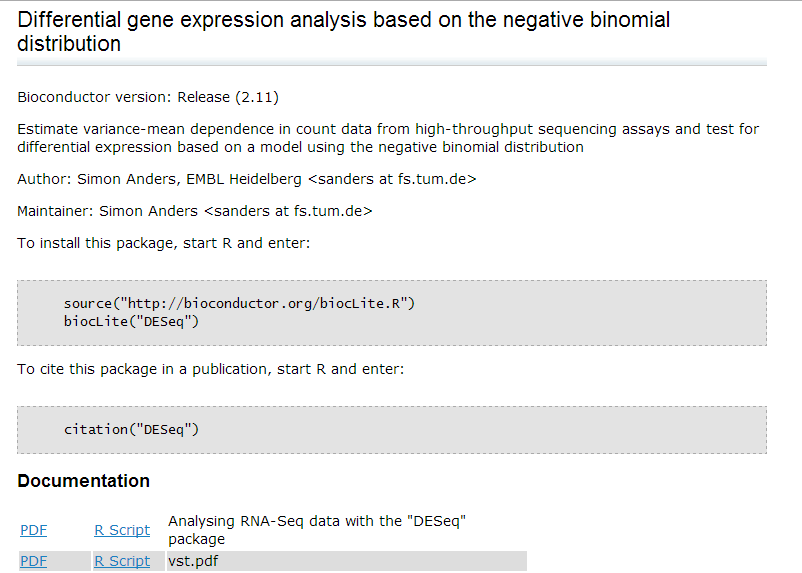 Differential gene expression analysis based on the negative binomial
distribution
Bioconductor version: Release (2.11)
Estimate variance-mean dependence in count data from high-throughput sequencing assays and test for
differential expression based on a model using the negative binomial distribution
Author: Simon Anders, EMBL Heidelberg <sanders at fs.tum.de>
Maintainer: Simon Anders <sanders at fs.tum.de>
To install this package, start R and enter:
source("http://bioconductor.org/biocLite.R")
biocLite("DESeq")
To cite this package in a publication, start R and enter:
citation("DESeq")
Documentation
PDF R Script Analysing RNA-Seq data with the "DESeq"
package
PDF R Script vst.pdf